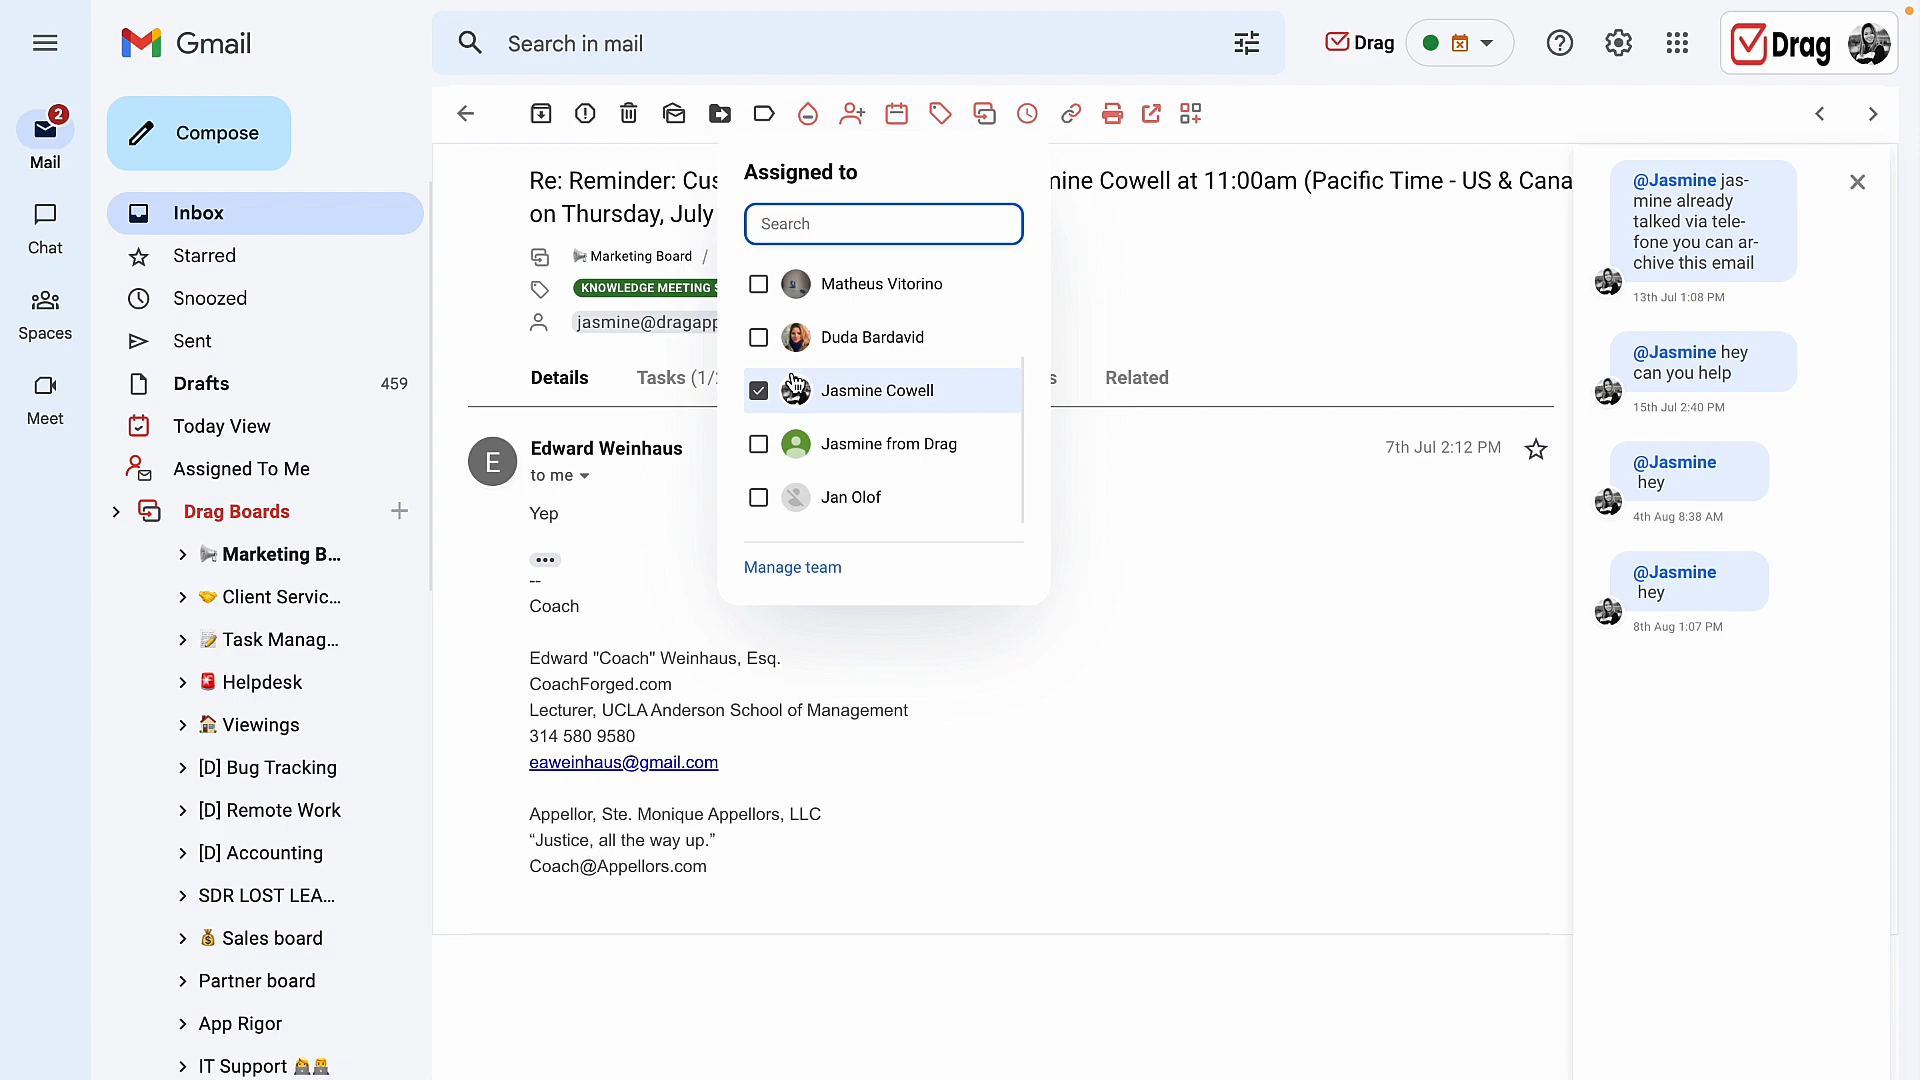 Gmail
Search in mail
Drag
Drag
2
Mail
Chat
Spaces
Meet
Compose
Inbox
Starred
Snoozed
Sent
Drafts 459
Today View
Assigned To Me
Drag Boards
Marketing B...
Client Servic...
Task Manag...
Helpdesk
Viewings
[D] Bug Tracking
[D] Remote Work
[D] Accounting
SDR LOST LEA...
Sales board
Partner board
App Rigor
IT Support
Re: Reminder: Cus
mine Cowell at 11:00am (Pacific Time - US & Cana
on Thursday, July
Marketing Board /
KNOWLEDGE MEETING S
jasmine@dragapp
Details
Tasks (1/2
s
Related
Assigned to
Search
Matheus Vitorino
Duda Bardavid
Jasmine Cowell
Jasmine from Drag
Jan Olof
Manage team
E
Edward Weinhaus
7th Jul 2:12 PM
to me
Yep
--
Coach
Edward "Coach" Weinhaus, Esq.
CoachForged.com
Lecturer, UCLA Anderson School of Management
314 580 9580
eaweinhaus@gmail.com
Appellor, Ste. Monique Appellors, LLC
“Justice, all the way up.”
Coach@Appellors.com
@Jasmine jas-
mine already
talked via tele-
fone you can ar-
chive this email
13th Jul 1:08 PM
@Jasmine hey
can you help
15th Jul 2:40 PM
@Jasmine
hey
4th Aug 8:38 AM
@Jasmine
hey
8th Aug 1:07 PM